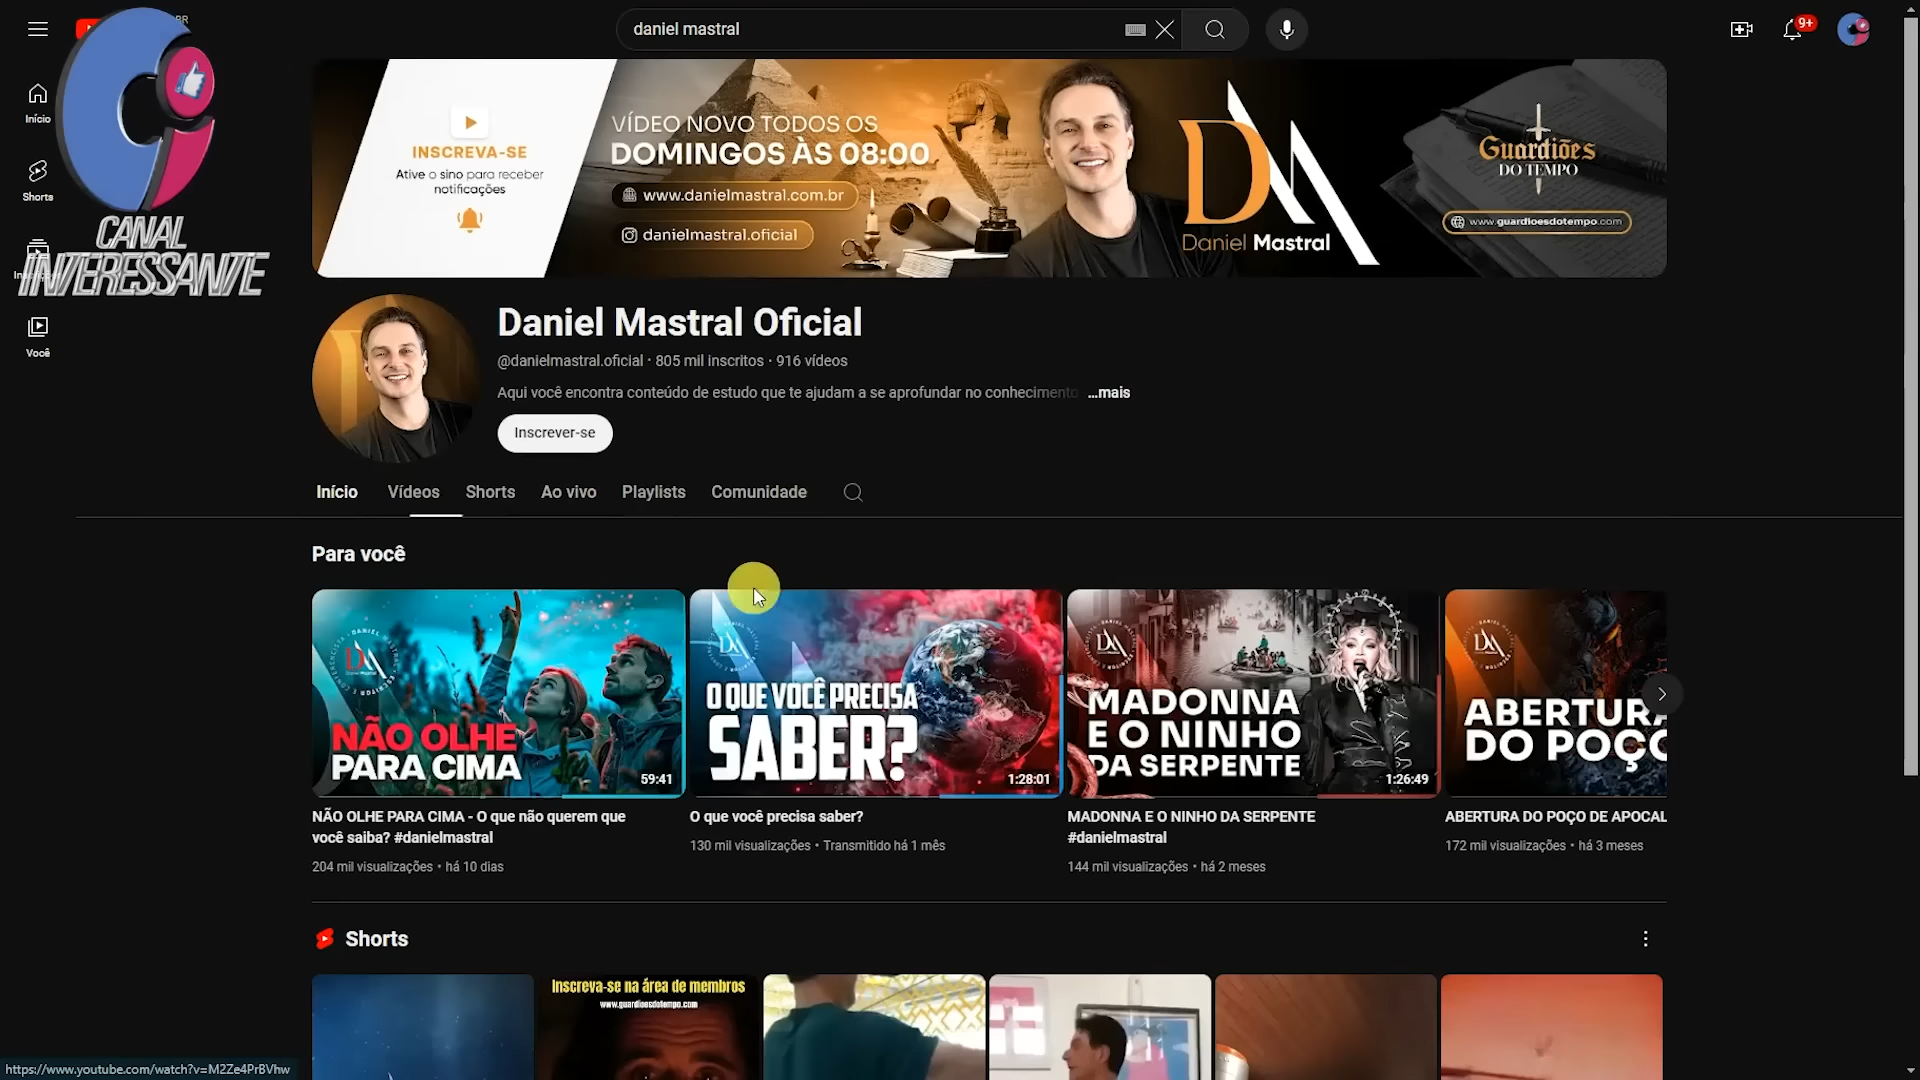 BR
daniel mastral
9+
Início
Shorts
Você
CANAL
INTERESSANTE
INSCREVA-SE
Ative o sino para receber
notificações
VÍDEO NOVO TODOS OS
DOMINGOS ÀS 08:00
www.danielmastral.com.br
danielmastral.oficial
DM
Daniel Mastral
Guardiões
DO TEMPO
www.guardioesdotempo.com
Daniel Mastral Oficial
@danielmastral.oficial · 805 mil inscritos · 916 vídeos
Aqui você encontra conteúdo de estudo que te ajudam a se aprofundar no conhecimento ...mais
Inscrever-se
Início Vídeos Shorts Ao vivo Playlists Comunidade
Para você
NÃO OLHE
PARA CIMA
59:41
O QUE VOCÊ PRECISA
SABER?
1:28:01
MADONNA
E O NINHO
DA SERPENTE
1:26:49
ABERTURA
DO POÇO
NÃO OLHE PARA CIMA - O que não querem que
você saiba? #danielmastral
204 mil visualizações • há 10 dias
O que você precisa saber?
130 mil visualizações • Transmitido há 1 mês
MADONNA E O NINHO DA SERPENTE
#danielmastral
144 mil visualizações • há 2 meses
ABERTURA DO POÇO DE APOCAL
172 mil visualizações • há 3 meses
Shorts
Inscreva-se na área de membros
www.guardioesdotempo.com
https://www.youtube.com/watch?v=M2Ze4PrBVhw